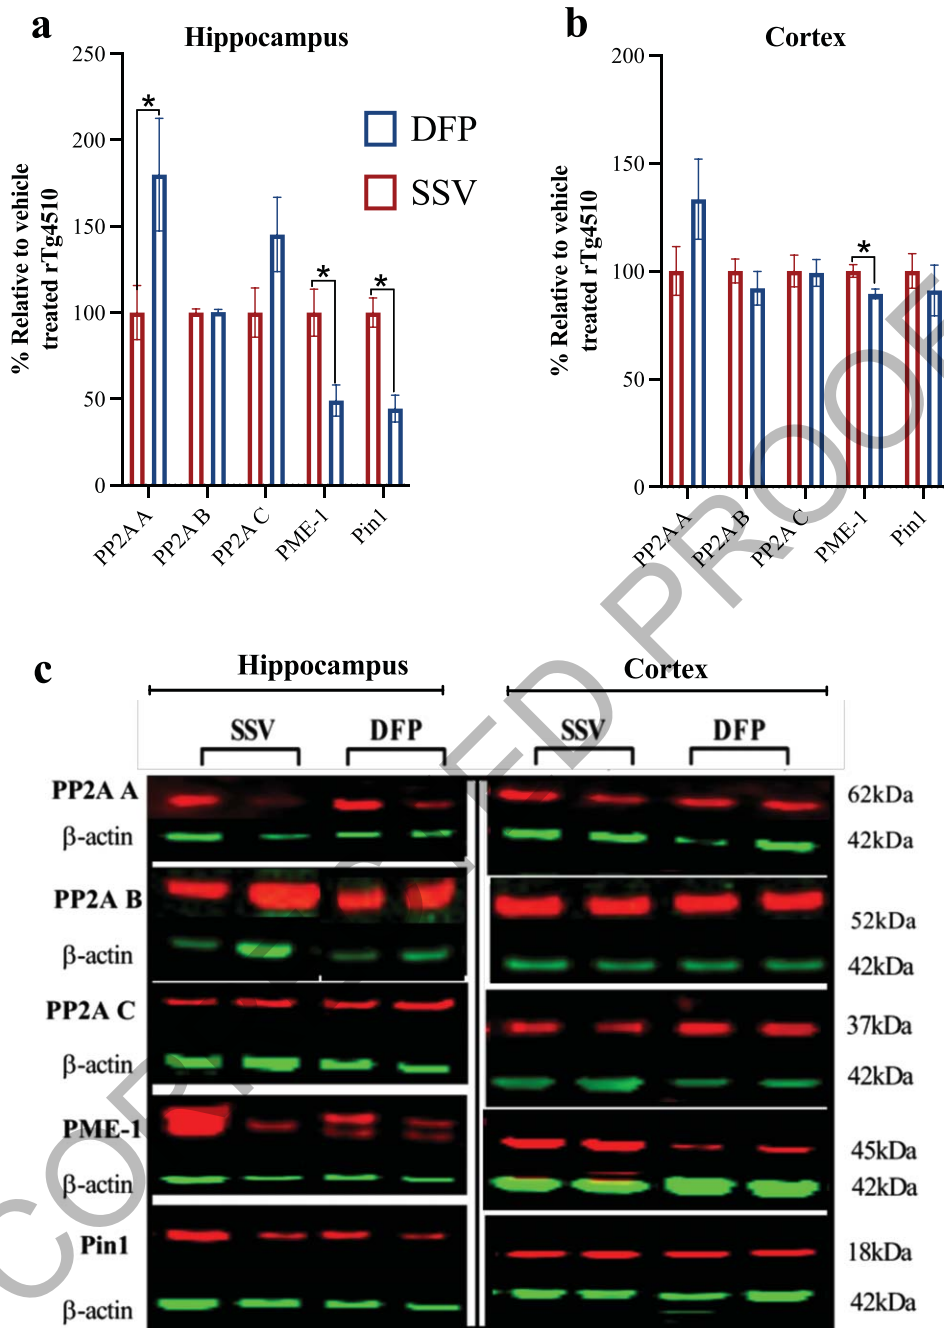 a
Hippocampus
250
200
150
100
50
0
% Relative to vehicle
treated rTg4510
*
*
*
DFP
SSV
PP2A A
PP2A B
PP2A C
PME-1
Pin1
b
Cortex
200
150
100
50
0
% Relative to vehicle
treated rTg4510
*
PP2A A
PP2A B
PP2A C
PME-1
Pin1
c
Hippocampus
Cortex
SSV
DFP
SSV
DFP
PP2A A
62kDa
β-actin
42kDa
PP2A B
52kDa
β-actin
42kDa
PP2A C
37kDa
β-actin
42kDa
PME-1
45kDa
β-actin
42kDa
Pin1
18kDa
β-actin
42kDa